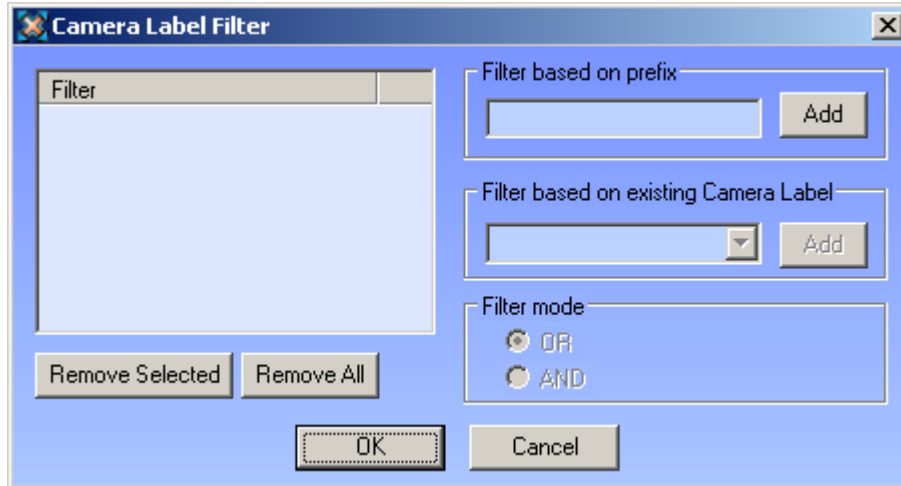 Camera Label Filter
Filter
Filter based on prefix
Add
Filter based on existing Camera Label
Add
Filter mode
OR
AND
Remove Selected
Remove All
OK
Cancel